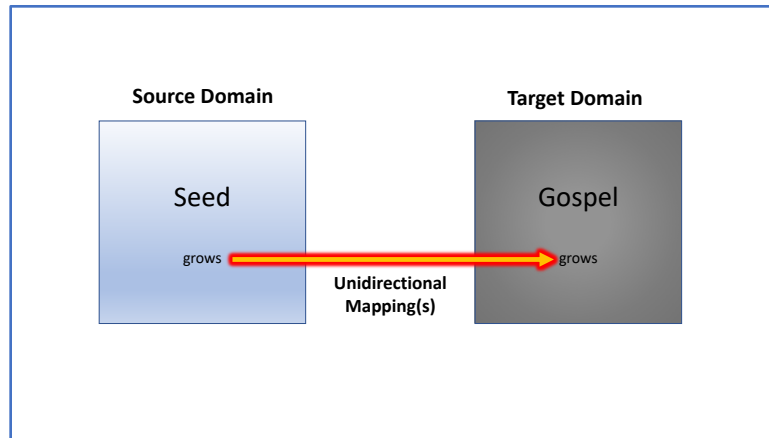 Source Domain
Target Domain
Seed
Gospel
grows
grows
Unidirectional
Mapping(s)